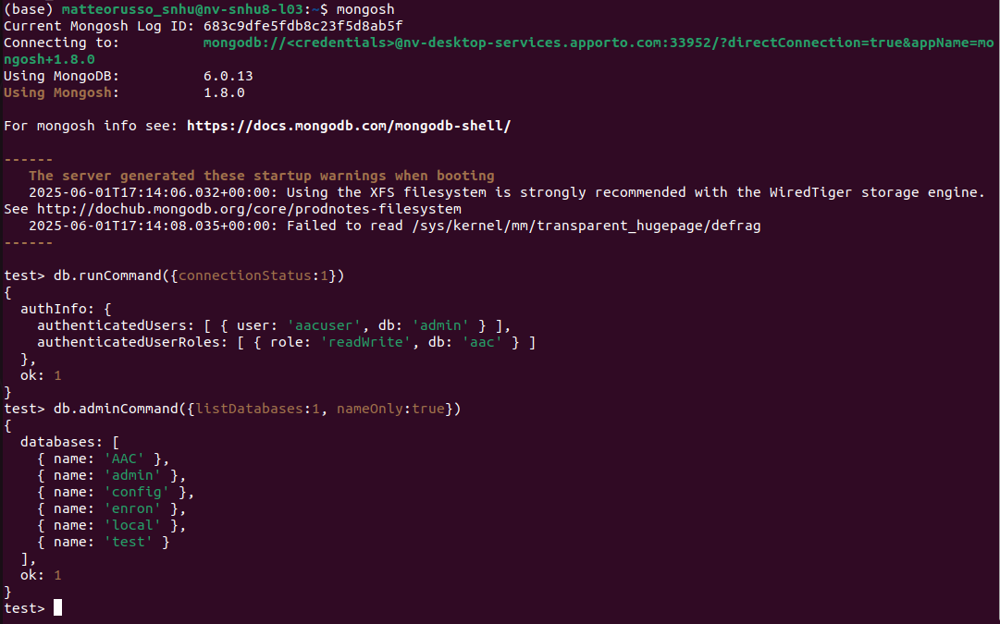 (base) matteorusso_snhu@nv-snhu8-l03:~$ mongosh
Current Mongosh Log ID: 683c9dfe5fdb8c23f5d8ab5f
Connecting to:          mongodb://<credentials>@nv-desktop-services.apporto.com:33952/?directConnection=true&appName=mo
ngosh+1.8.0
Using MongoDB:          6.0.13
Using Mongosh:          1.8.0

For mongosh info see: https://docs.mongodb.com/mongodb-shell/

------
   The server generated these startup warnings when booting
   2025-06-01T17:14:06.032+00:00: Using the XFS filesystem is strongly recommended with the WiredTiger storage engine.
See http://dochub.mongodb.org/core/prodnotes-filesystem
   2025-06-01T17:14:08.035+00:00: Failed to read /sys/kernel/mm/transparent_hugepage/defrag
------

test> db.runCommand({connectionStatus:1})
{
  authInfo: {
    authenticatedUsers: [ { user: 'aacuser', db: 'admin' } ],
    authenticatedUserRoles: [ { role: 'readWrite', db: 'aac' } ]
  },
  ok: 1
}
test> db.adminCommand({listDatabases:1, nameOnly:true})
{
  databases: [
    { name: 'AAC' },
    { name: 'admin' },
    { name: 'config' },
    { name: 'enron' },
    { name: 'local' },
    { name: 'test' }
  ],
  ok: 1
}
test>